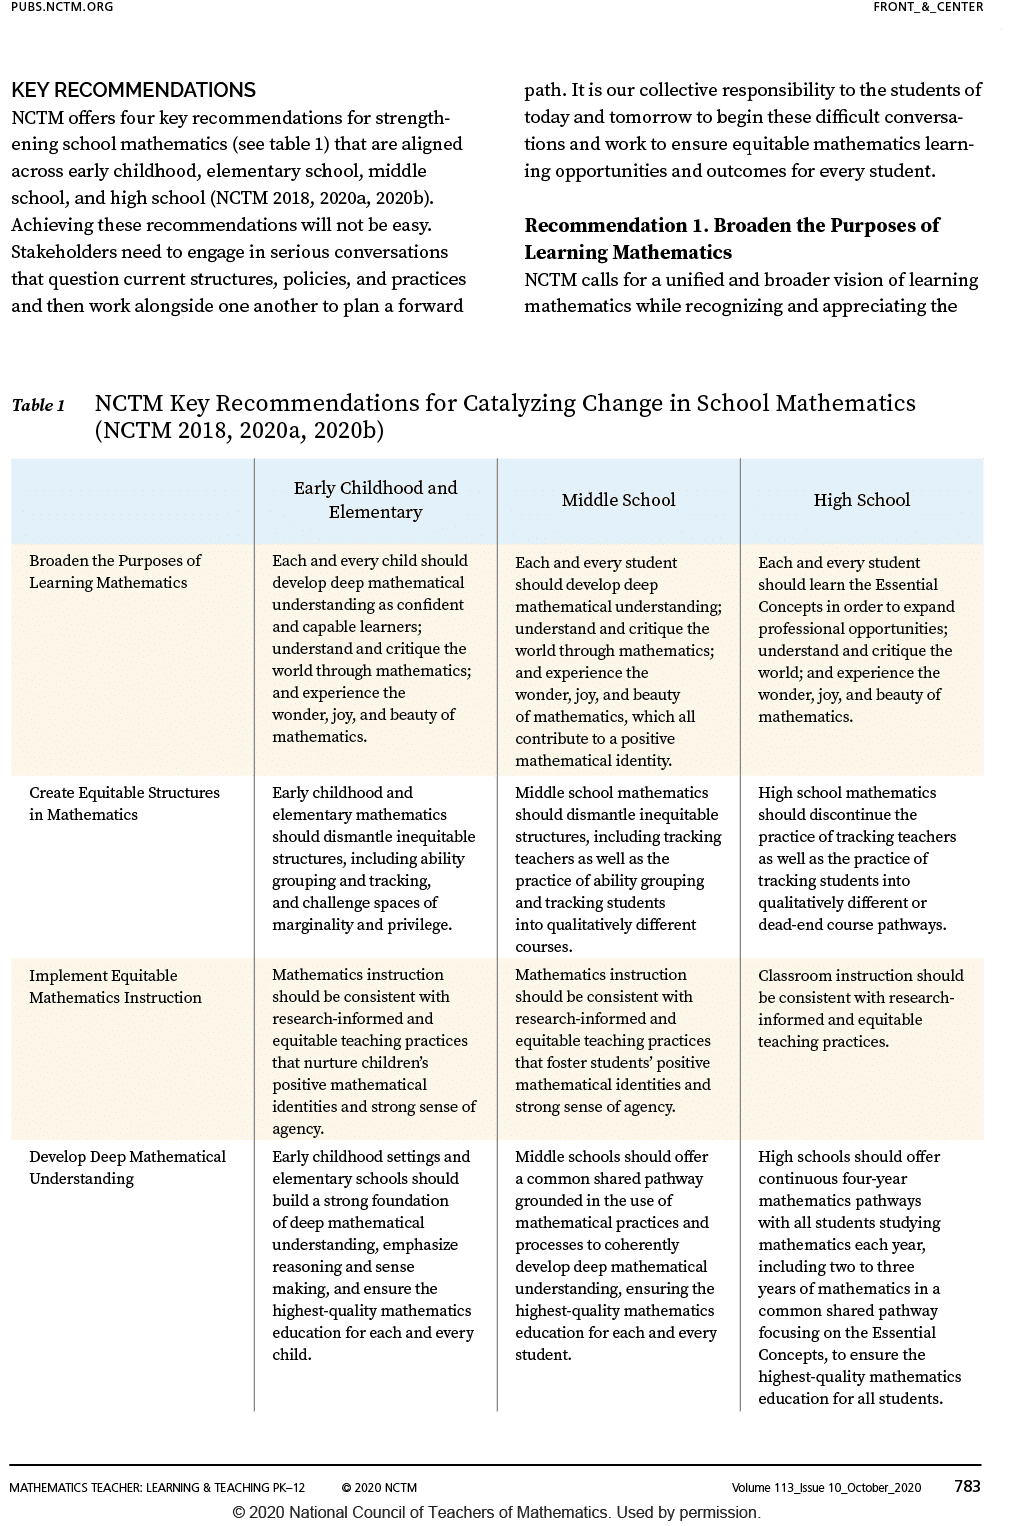 PUBS.NCTM.ORG
FRONT_&_CENTER
KEY RECOMMENDATIONS
NCTM offers four key recommendations for strength-
ening school mathematics (see table 1) that are aligned
across early childhood, elementary school, middle
school, and high school (NCTM 2018, 2020a, 2020b).
Achieving these recommendations will not be easy.
Stakeholders need to engage in serious conversations
that question current structures, policies, and practices
and then work alongside one another to plan a forward
path. It is our collective responsibility to the students of
today and tomorrow to begin these difficult conversa-
tions and work to ensure equitable mathematics learn-
ing opportunities and outcomes for every student.
Recommendation 1. Broaden the Purposes of
Learning Mathematics
NCTM calls for a unified and broader vision of learning
mathematics while recognizing and appreciating the
Table 1 NCTM Key Recommendations for Catalyzing Change in School Mathematics
(NCTM 2018, 2020a, 2020b)
Early Childhood and
Elementary
Middle School
High School
Broaden the Purposes of
Learning Mathematics
Each and every child should
develop deep mathematical
understanding as confident
and capable learners;
understand and critique the
world through mathematics;
and experience the
wonder, joy, and beauty of
mathematics.
Each and every student
should develop deep
mathematical understanding;
understand and critique the
world through mathematics;
and experience the
wonder, joy, and beauty
of mathematics, which all
contribute to a positive
mathematical identity.
Each and every student
should learn the Essential
Concepts in order to expand
professional opportunities;
understand and critique the
world; and experience the
wonder, joy, and beauty of
mathematics.
Create Equitable Structures
in Mathematics
Early childhood and
elementary mathematics
should dismantle inequitable
structures, including ability
grouping and tracking,
and challenge spaces of
marginality and privilege.
Middle school mathematics
should dismantle inequitable
structures, including tracking
teachers as well as the
practice of ability grouping
and tracking students
into qualitatively different
courses.
High school mathematics
should discontinue the
practice of tracking teachers
as well as the practice of
tracking students into
qualitatively different or
dead-end course pathways.
Implement Equitable
Mathematics Instruction
Mathematics instruction
should be consistent with
research-informed and
equitable teaching practices
that nurture children’s
positive mathematical
identities and strong sense of
agency.
Mathematics instruction
should be consistent with
research-informed and
equitable teaching practices
that foster students’ positive
mathematical identities and
strong sense of agency.
Classroom instruction should
be consistent with research-
informed and equitable
teaching practices.
Develop Deep Mathematical
Understanding
Early childhood settings and
elementary schools should
build a strong foundation
of deep mathematical
understanding, emphasize
reasoning and sense
making, and ensure the
highest-quality mathematics
education for each and every
child.
Middle schools should offer
a common shared pathway
grounded in the use of
mathematical practices and
processes to coherently
develop deep mathematical
understanding, ensuring the
highest-quality mathematics
education for each and every
student.
High schools should offer
continuous four-year
mathematics pathways
with all students studying
mathematics each year,
including two to three
years of mathematics in a
common shared pathway
focusing on the Essential
Concepts, to ensure the
highest-quality mathematics
education for all students.
MATHEMATICS TEACHER: LEARNING & TEACHING PK–12 © 2020 NCTM
Volume 113_Issue 10_October_2020 783
© 2020 National Council of Teachers of Mathematics. Used by permission.